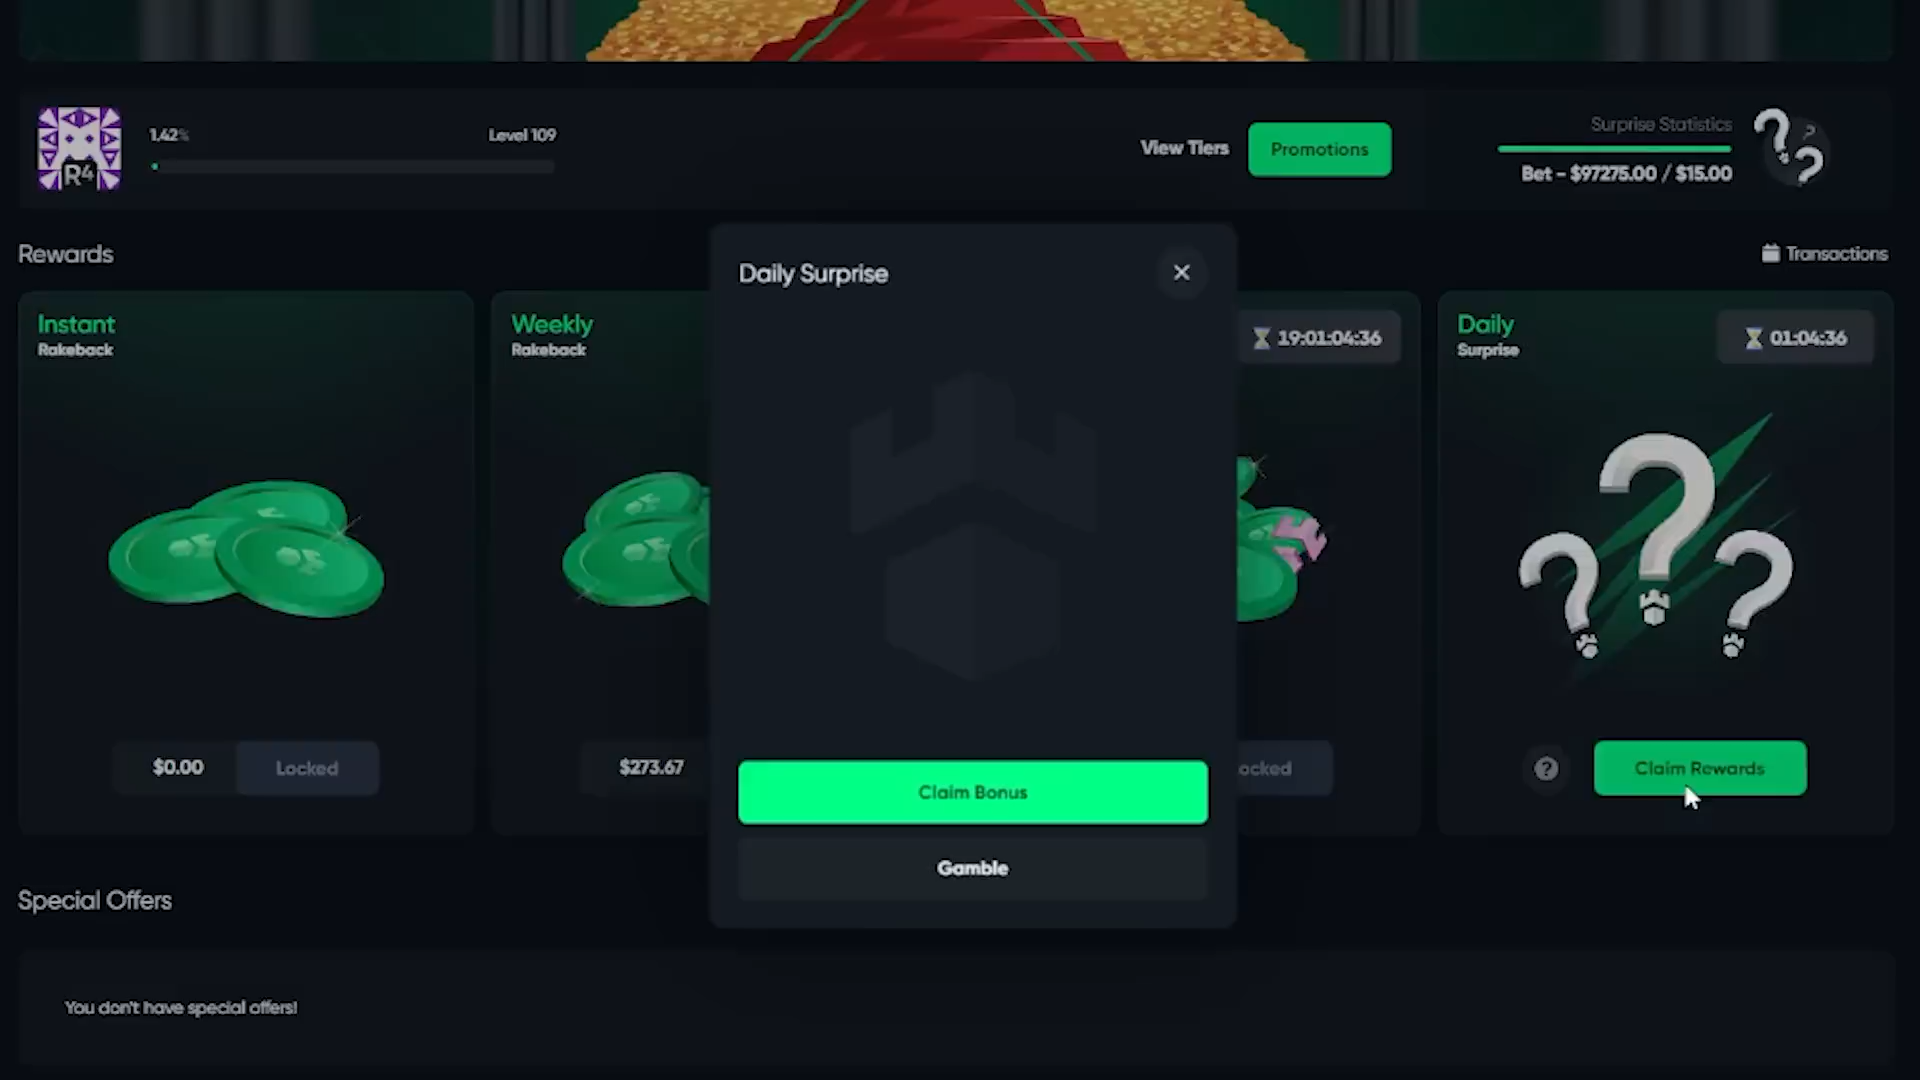 R4
1.42%
Level 109
View Tiers
Promotions
Surprise Statistics
Bet - $97275.00 / $15.00
Rewards
Transactions
Daily Surprise
Instant
Rakeback
Weekly
Rakeback
19:01:04:36
Daily
Surprise
01:04:36
$0.00
Locked
$273.67
ocked
?
Claim Rewards
Claim Bonus
Gamble
Special Offers
You don't have special offers!